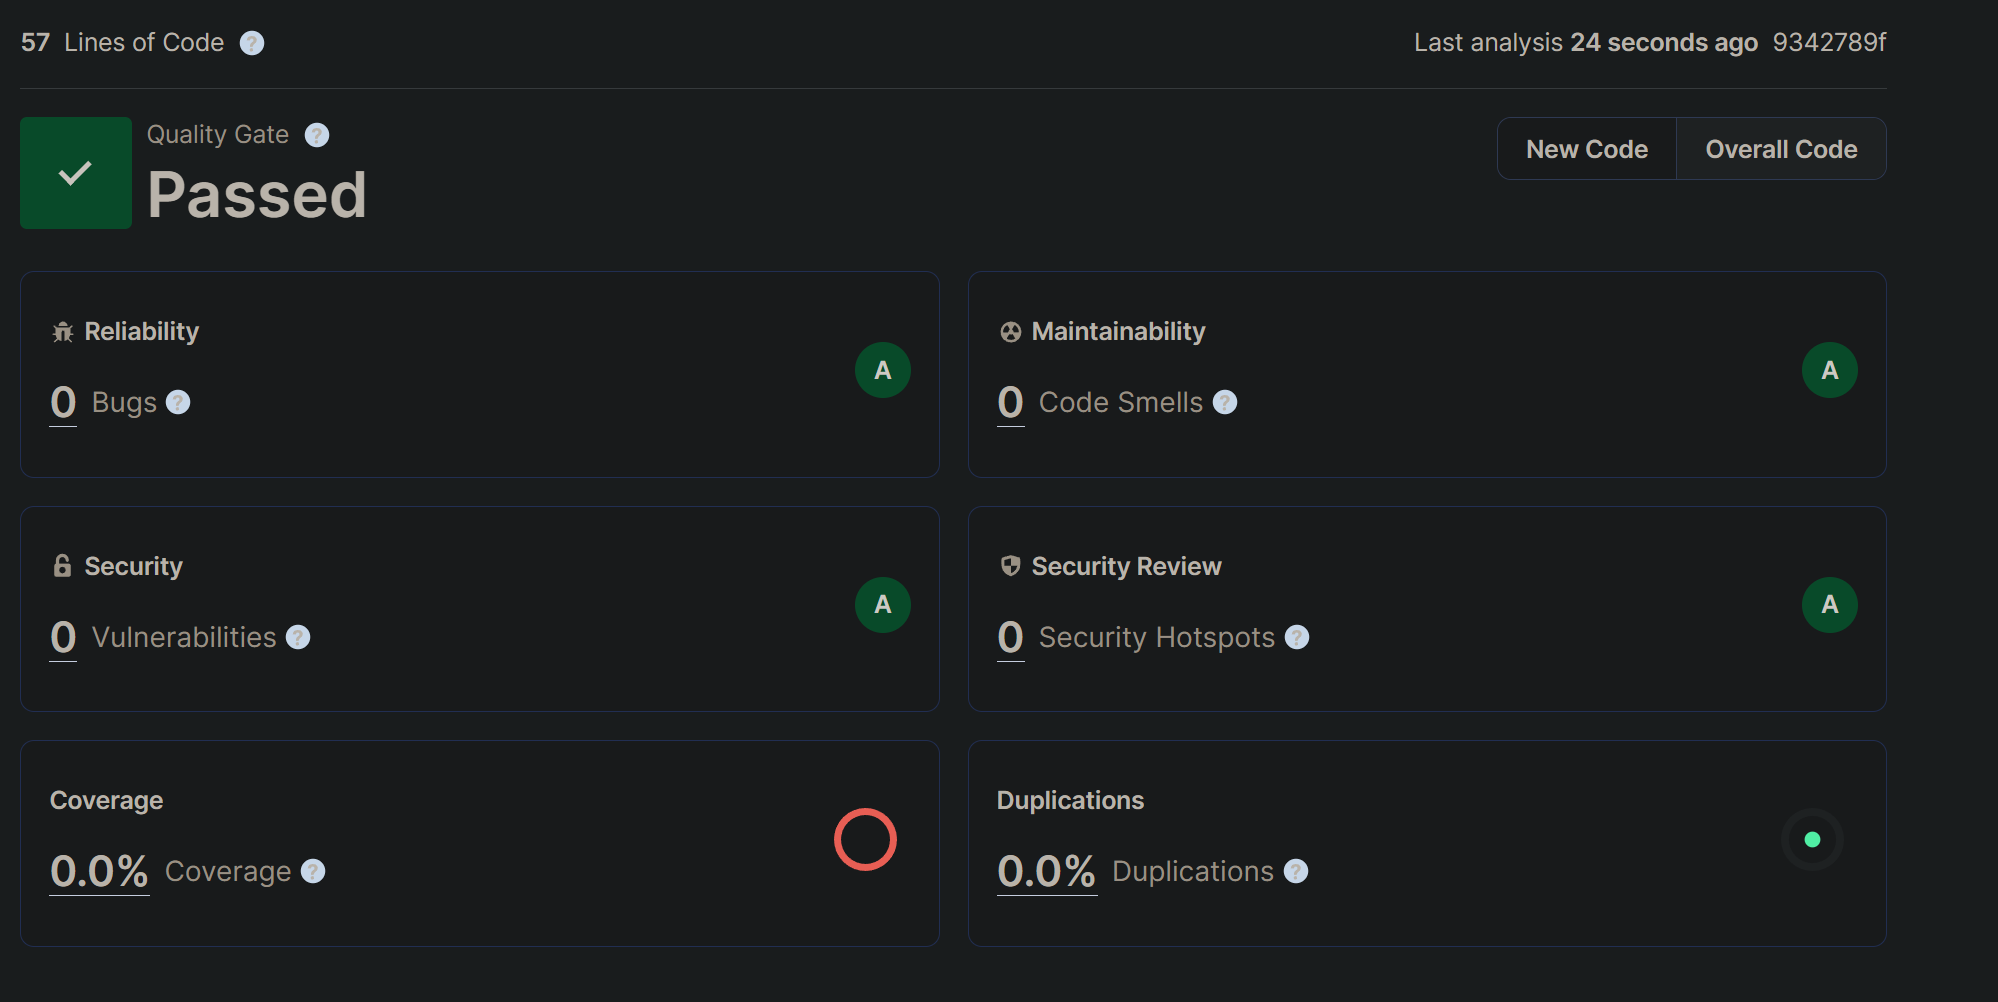 57 Lines of Code ?
Last analysis 24 seconds ago 9342789f
Quality Gate ?
Passed
New Code
Overall Code
Reliability
A
0 Bugs ?
Maintainability
A
0 Code Smells ?
Security
A
0 Vulnerabilities ?
Security Review
A
0 Security Hotspots ?
Coverage
0.0% Coverage ?
Duplications
0.0% Duplications ?